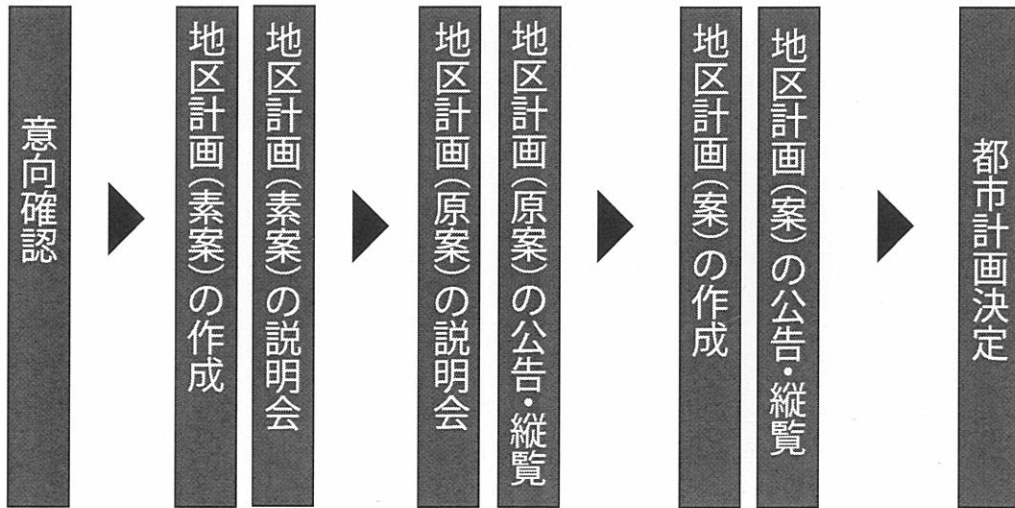 意向確認
地区計画(素案)の作成
地区計画(素案)の説明会
地区計画(原案)の説明会
地区計画(原案)の公告・縦覧
地区計画(案)の作成
地区計画(案)の公告・縦覧
都市計画決定